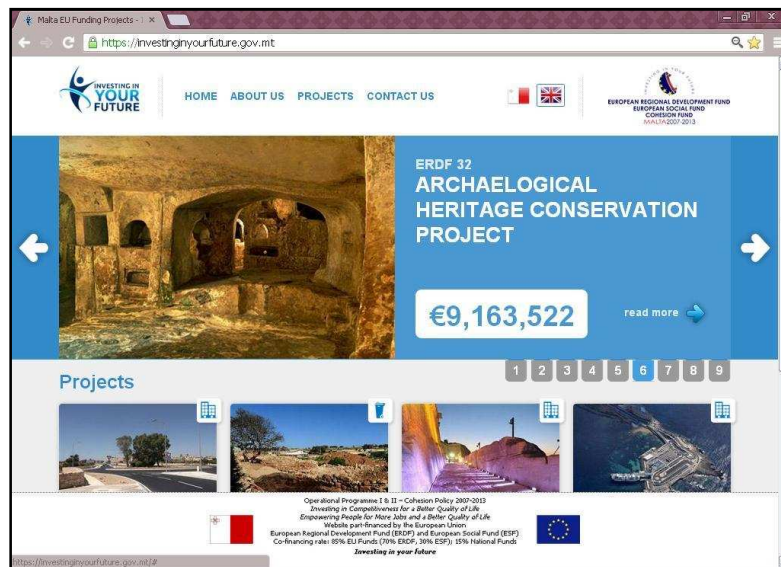 Malta EU Funding Projects - I
https://investinginyourfuture.gov.mt
INVESTING IN
YOUR
FUTURE
HOME ABOUT US PROJECTS CONTACT US
EUROPEAN REGIONAL DEVELOPMENT FUND
EUROPEAN SOCIAL FUND
COHESION FUND
MALTA 2007-2013
ERDF 32
ARCHAELOGICAL
HERITAGE CONSERVATION
PROJECT
€9,163,522
read more
1 2 3 4 5 6 7 8 9
Projects
Operational Programme I & II – Cohesion Policy 2007-2013
Investing in Competitiveness for a Better Quality of Life
Empowering People for More Jobs and a Better Quality of Life
Website part-financed by the European Union
European Regional Development Fund (ERDF) and European Social Fund (ESF)
Co-financing rate: 85% EU Funds (70% ERDF, 30% ESF); 15% National Funds
Investing in your future
https://investinginyourfuture.gov.mt/#